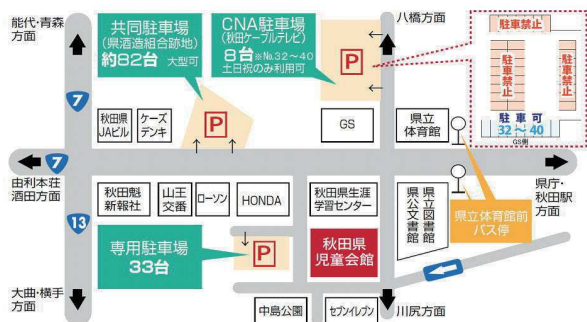 能代・青森
方面
共同駐車場
(県酒造組合跡地)
約82台 大型可
CNA駐車場
(秋田ケーブルテレビ)
8台 ※No.32～40
土日祝のみ利用可
八橋方面
駐車禁止
駐車禁止
駐車禁止
駐車可
32～40
GS側
P
P
7
秋田県
JAビル
ケーズ
デンキ
GS
県立
体育館
7
由利本荘
酒田方面
県庁・
秋田駅
方面
13
秋田魁
新報社
山王
交番
ローソン
HONDA
秋田県生涯
学習センター
県立図書館
県公文書館
県立体育館前
バス停
専用駐車場
33台
P
秋田県
児童会館
大曲・横手
方面
中島公園
セブンイレブン
川尻方面